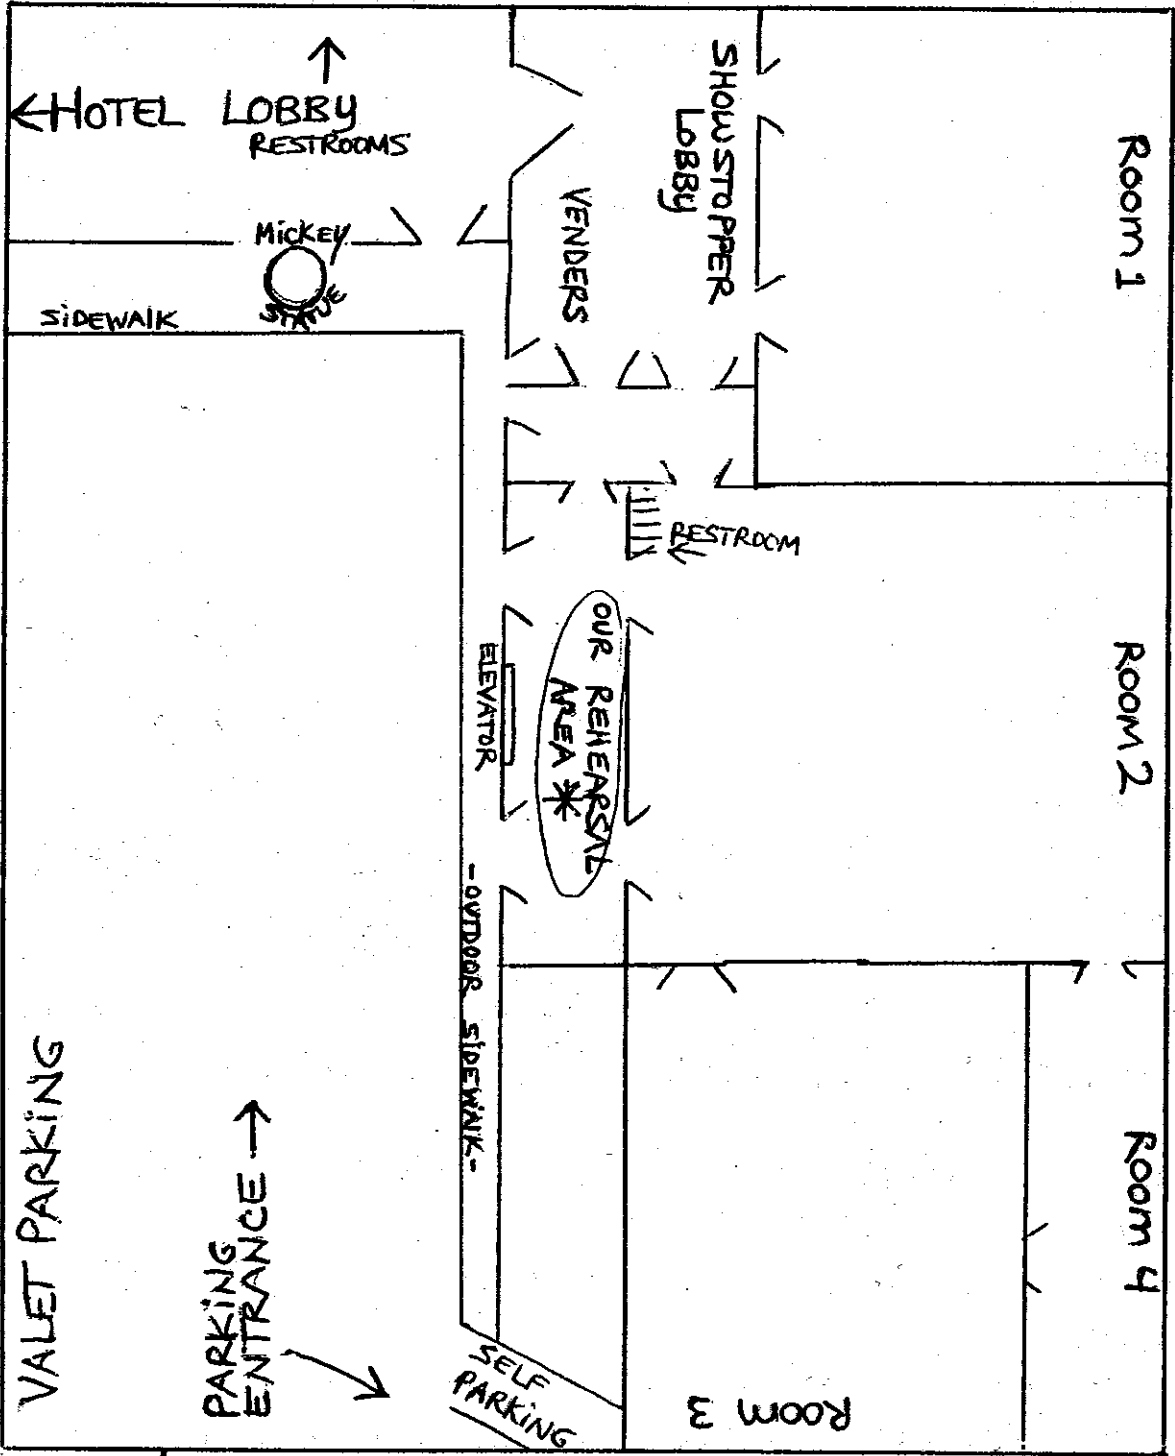 ←HOTEL LOBBY
RESTROOMS
MICKEY
STATUE
SIDEWALK
VENDERS
SHOWSTOPPER
LOBBY
Room 1
RESTROOM
OUR REHEARSAL
AREA *
ELEVATOR
Room 2
-OUTDOOR SIDEWALK-
VALET PARKING
PARKING
ENTRANCE →
SELF
PARKING
Room 3
Room 4